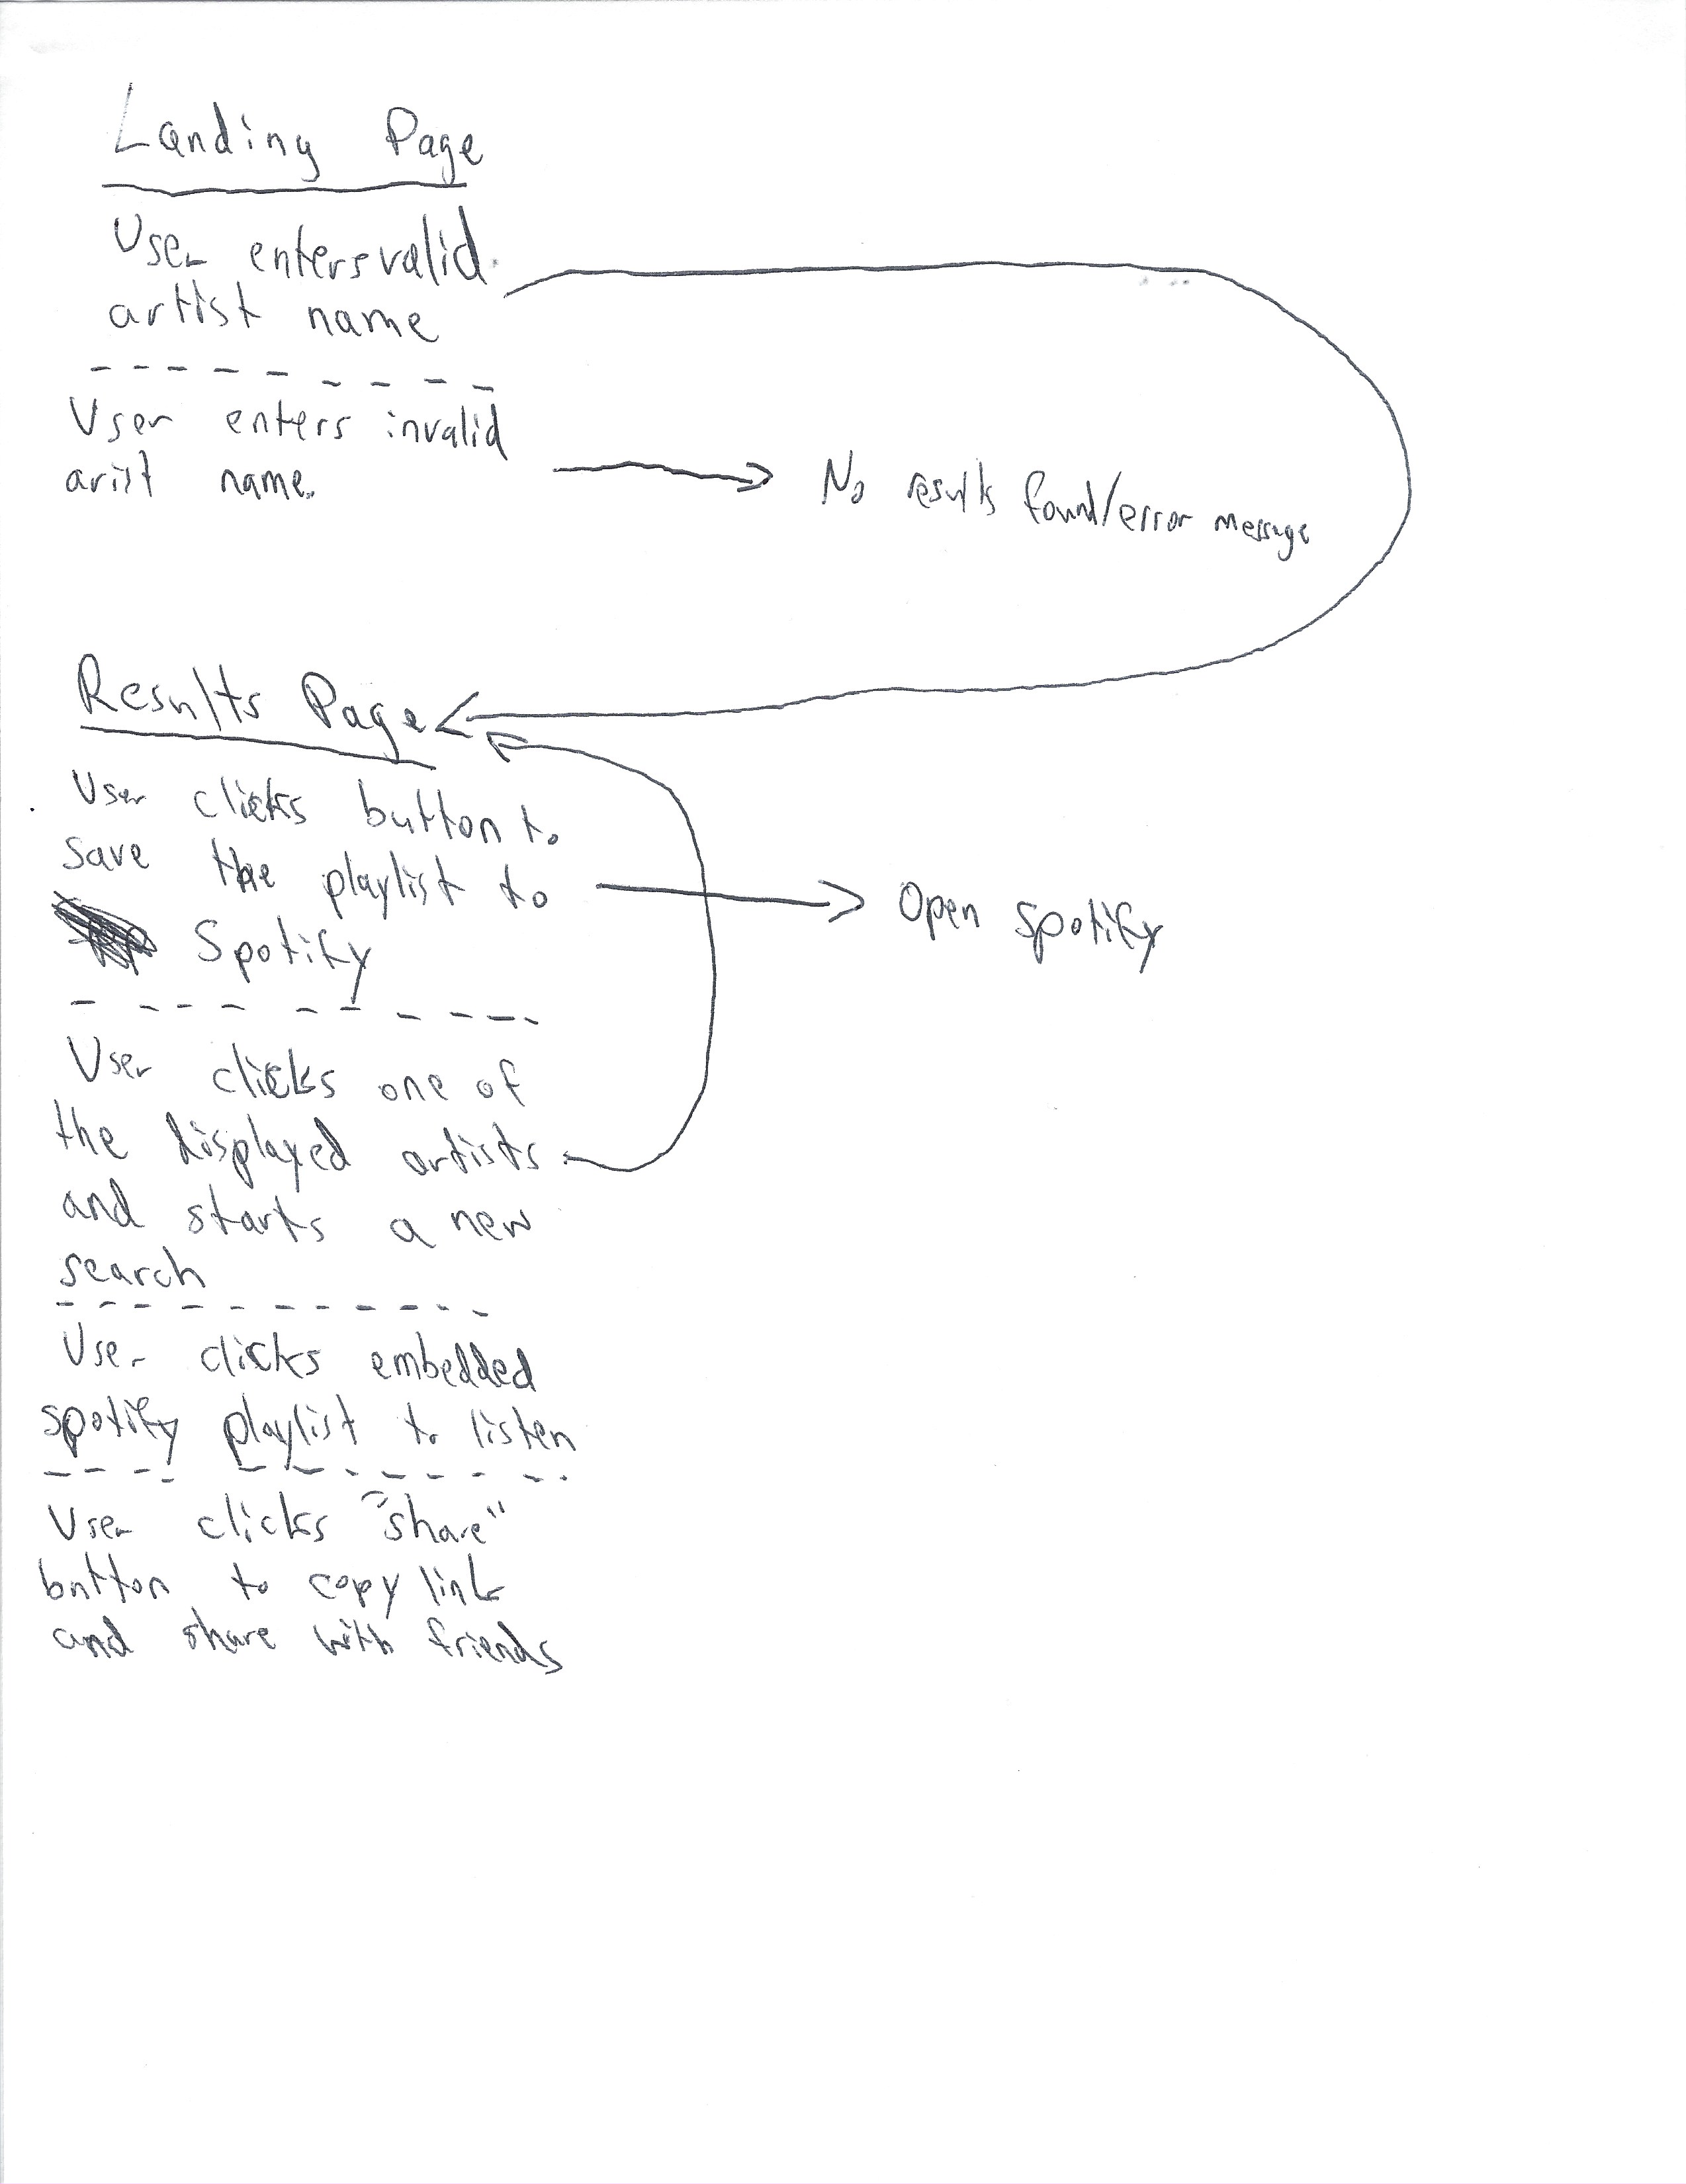 Landing Page
User enters valid
artist name
User enters invalid
arist name.
No results found/error message
Results Page
User clicks button to
save the playlist to
Spotify
Open Spotify
User clicks one of
the displayed artists
and starts a new
search
User clicks embedded
spotify playlist to listen
User clicks "share"
button to copy link
and share with friends